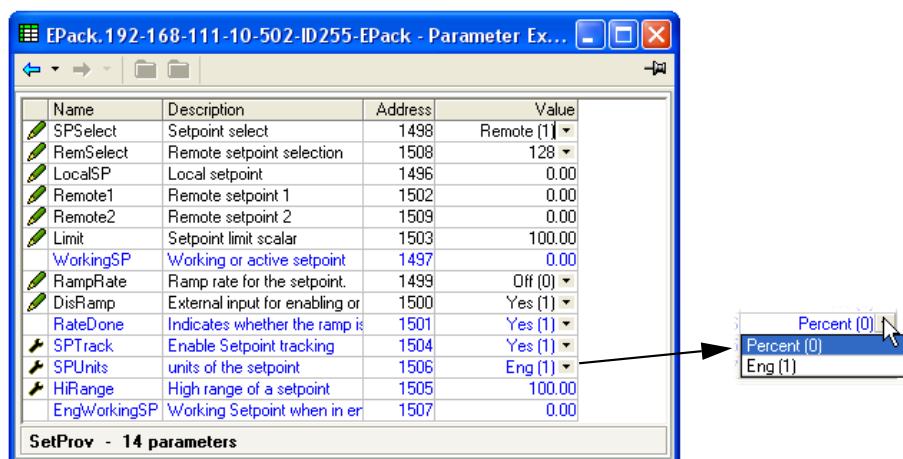 EPack.192-168-111-10-502-ID255-EPack - Parameter Ex...
Name Description Address Value
SPSelect Setpoint select 1498 Remote (1)
RemSelect Remote setpoint selection 1508 128
LocalSP Local setpoint 1496 0.00
Remote1 Remote setpoint 1 1502 0.00
Remote2 Remote setpoint 2 1509 0.00
Limit Setpoint limit scalar 1503 100.00
WorkingSP Working or active setpoint 1497 0.00
RampRate Ramp rate for the setpoint. 1499 Off (0)
DisRamp External input for enabling or 1500 Yes (1)
RateDone Indicates whether the ramp is 1501 Yes (1)
SPTrack Enable Setpoint tracking 1504 Yes (1)
SPUnits units of the setpoint 1506 Eng (1)
HiRange High range of a setpoint 1505 100.00
EngWorkingSP Working Setpoint when in en 1507 0.00
SetProv - 14 parameters
Percent (0)
Percent (0)
Eng (1)